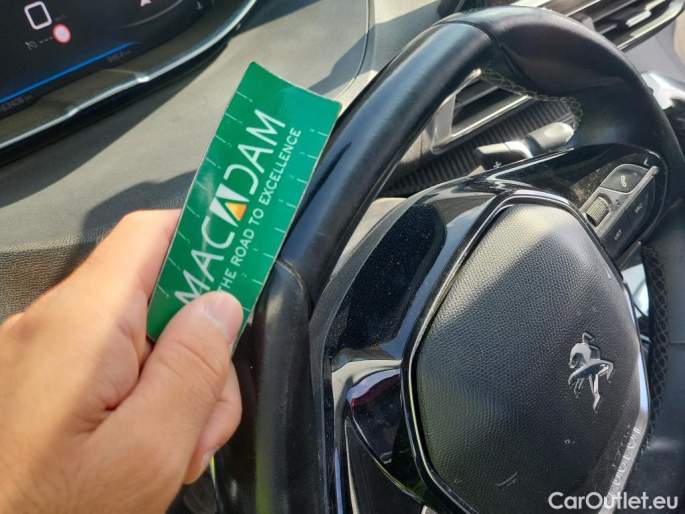 MACADAM
THE ROAD TO EXCELLENCE
N
CarOutlet.eu